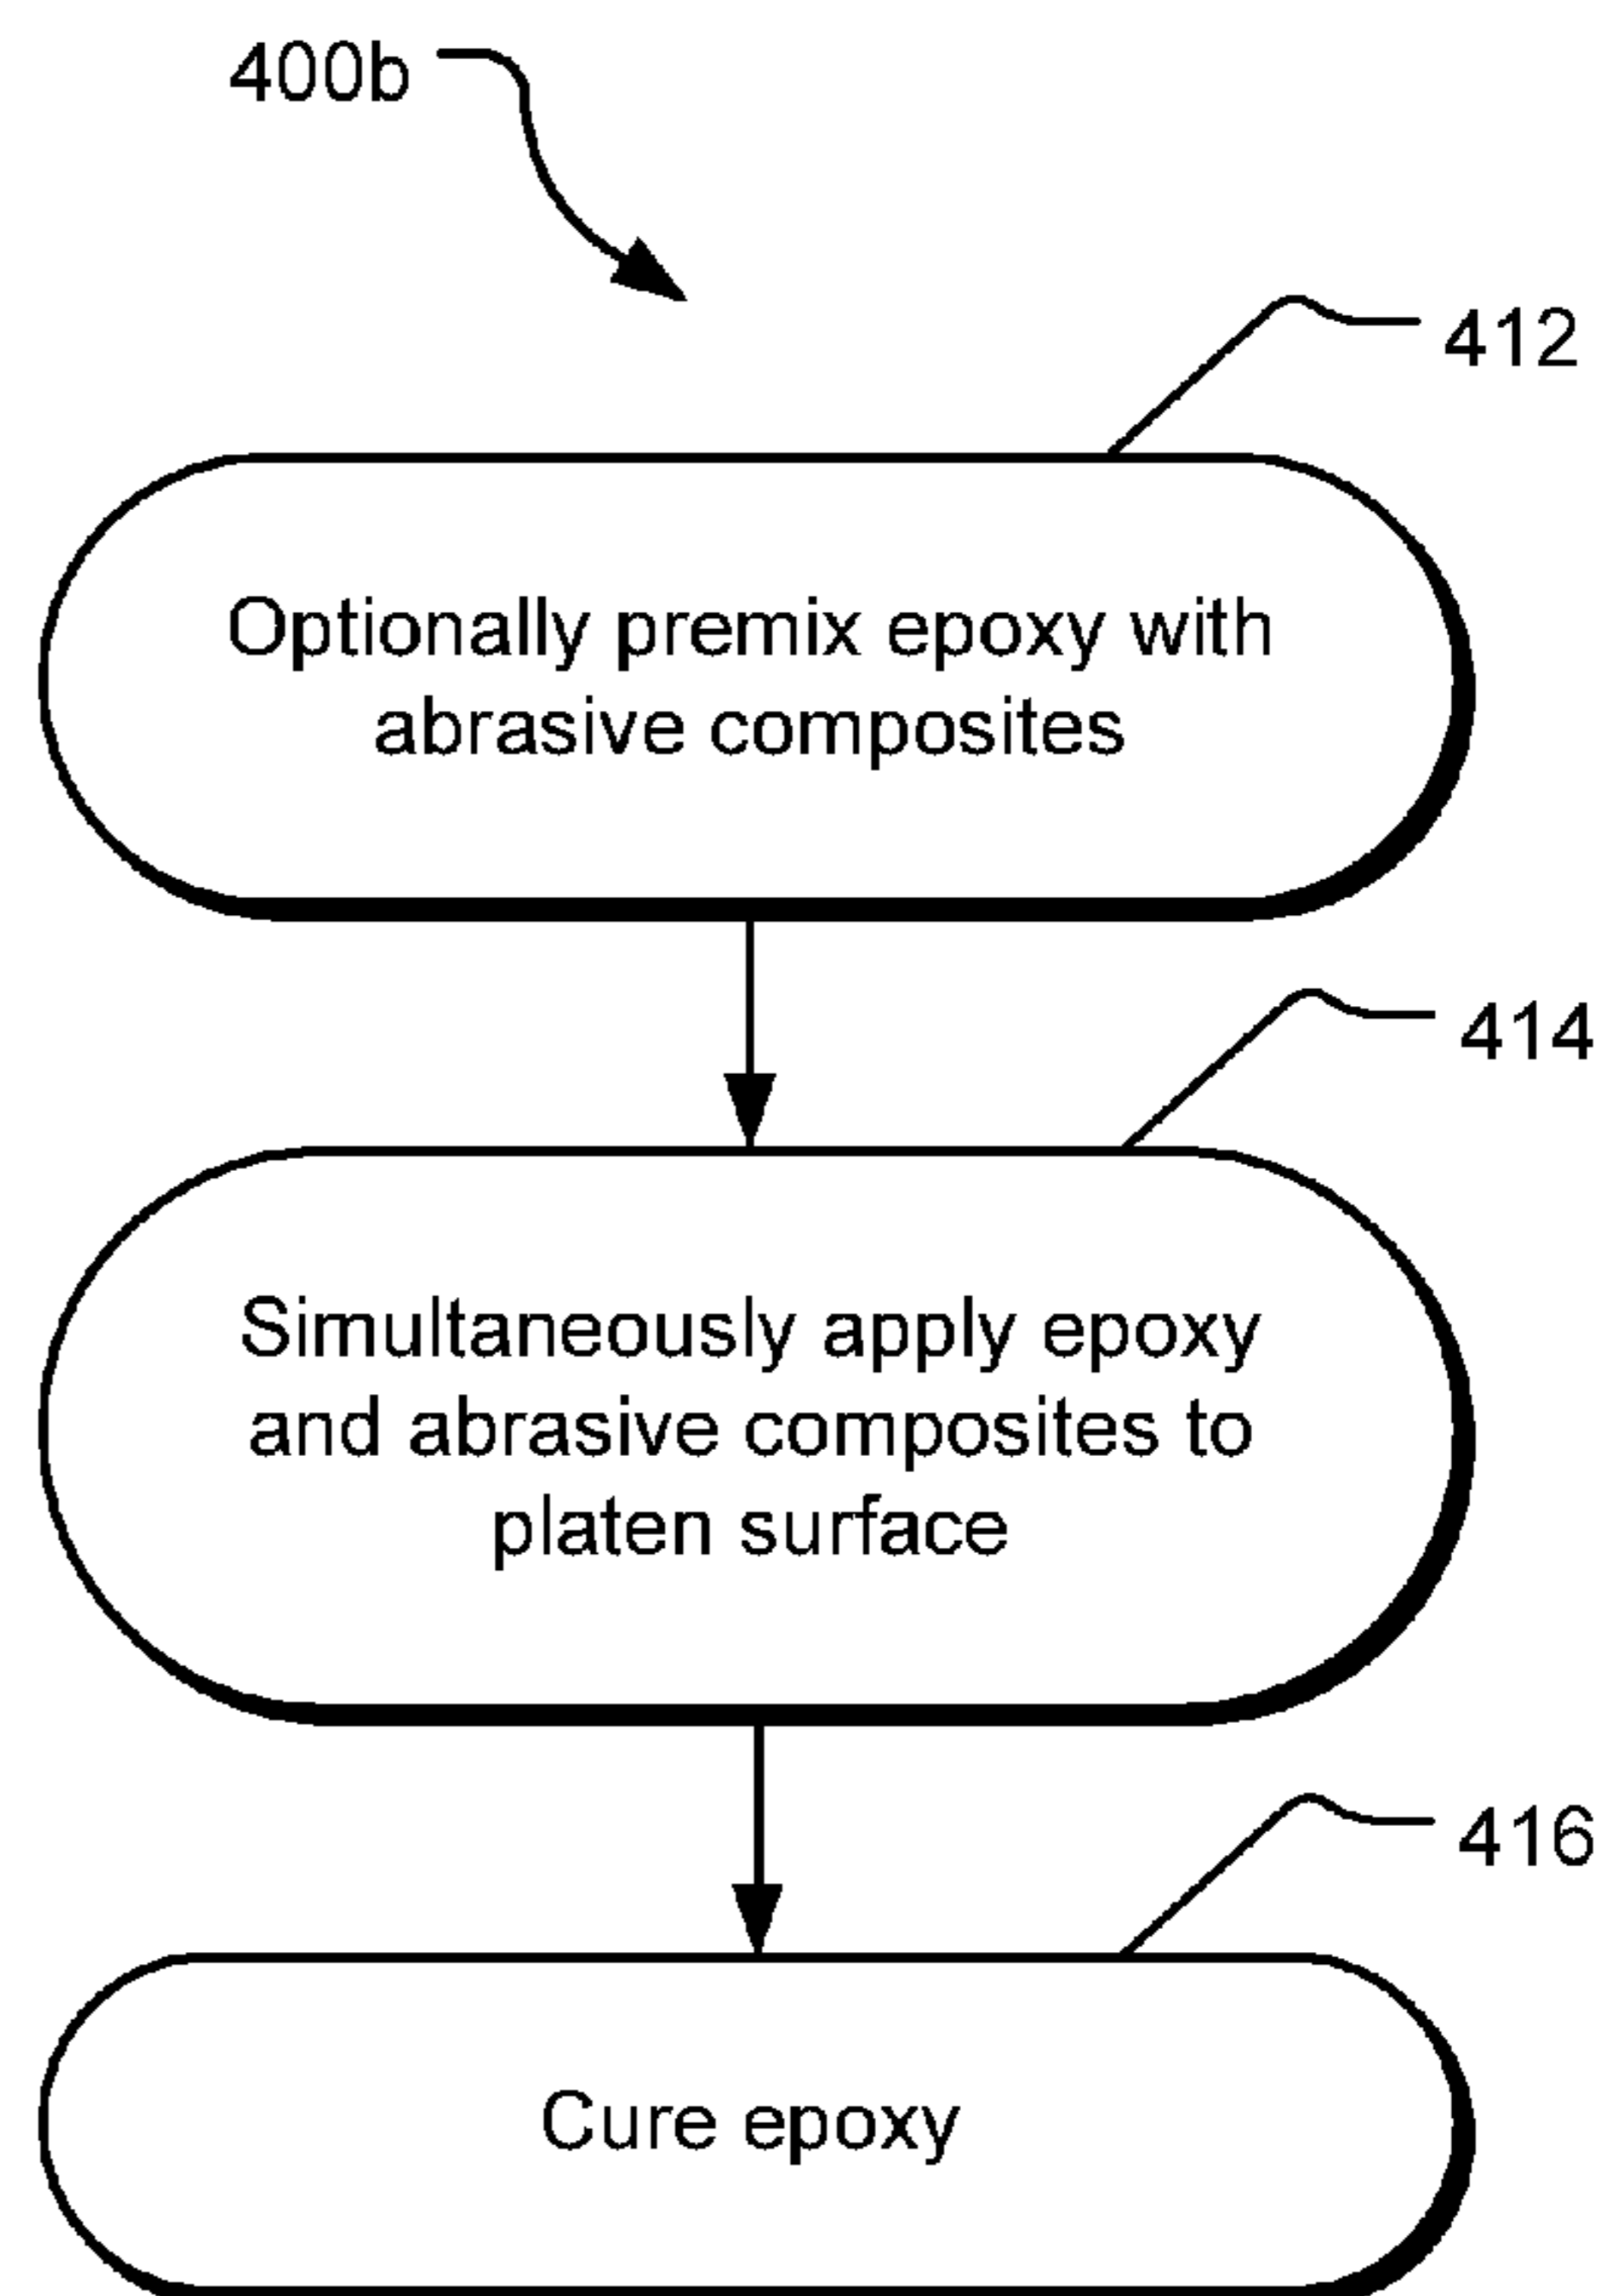 400b
412
Optionally premix epoxy with
abrasive composites
414
Simultaneously apply epoxy
and abrasive composites to
platen surface
416
Cure epoxy